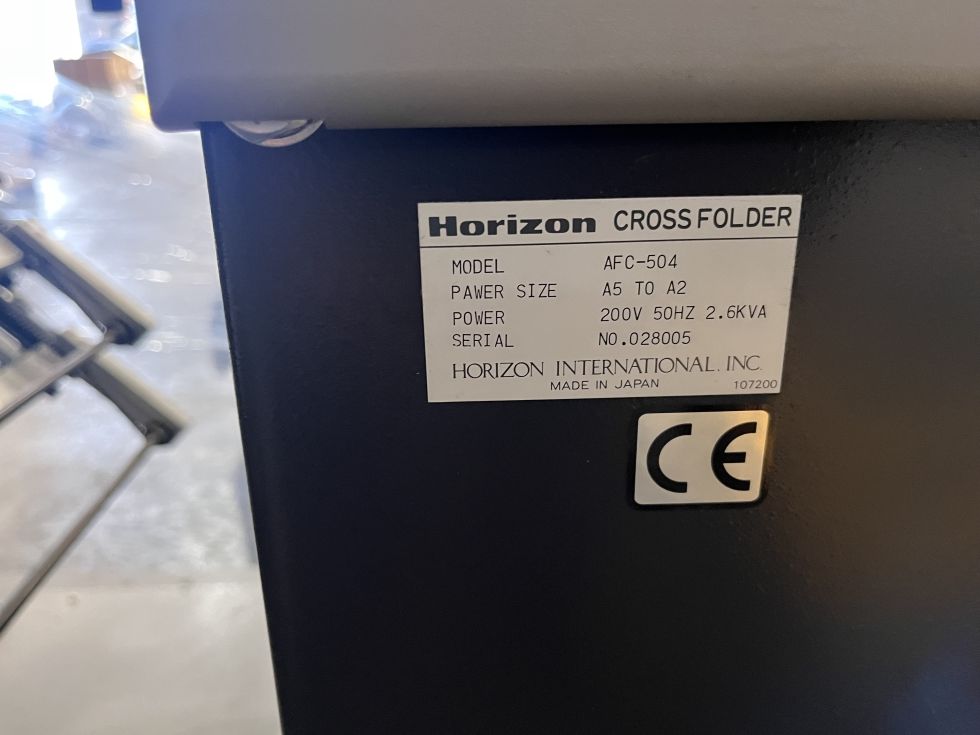 Horizon CROSS FOLDER
MODEL AFC-504
PAWER SIZE A5 TO A2
POWER 200V 50HZ 2.6KVA
SERIAL NO.028005
HORIZON INTERNATIONAL. INC.
MADE IN JAPAN 107200
CE